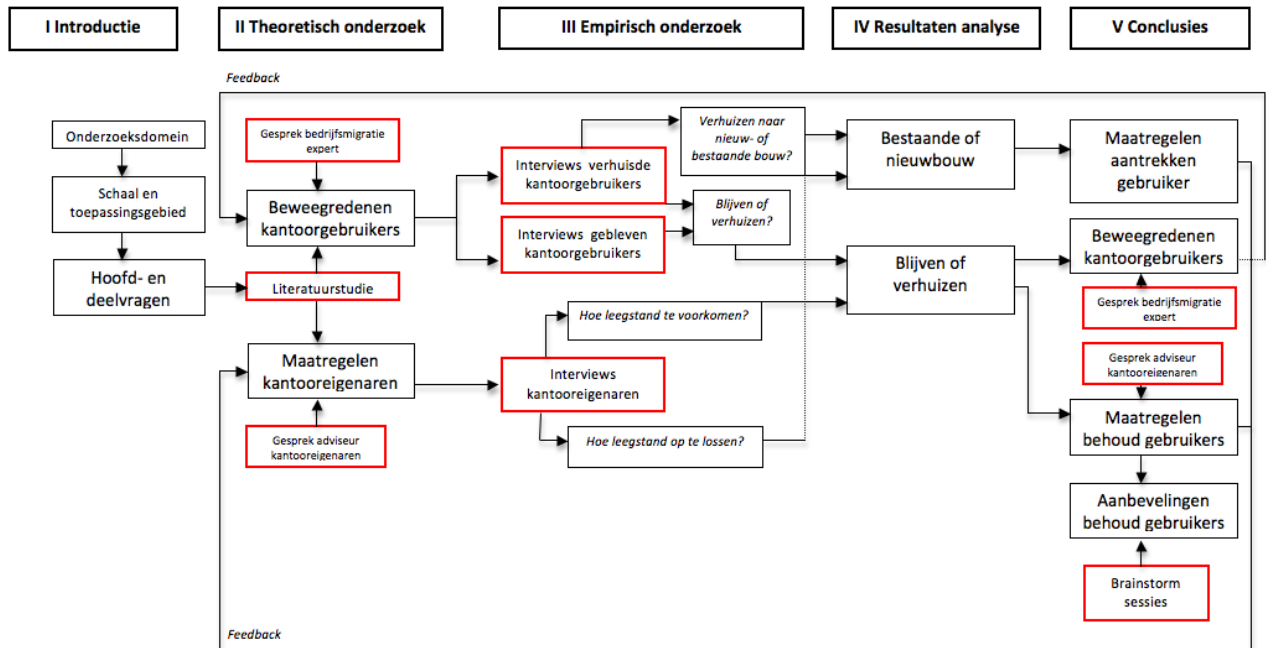 I Introductie
II Theoretisch onderzoek
III Empirisch onderzoek
IV Resultaten analyse
V Conclusies
Feedback
Onderzoeksdomein
Schaal en
toepassingsgebied
Hoofd- en
deelvragen
Gesprek bedrijfsmigratie
expert
Beweegredenen
kantoorgebruikers
Literatuurstudie
Maatregelen
kantooreigenaren
Gesprek adviseur
kantooreigenaren
Interviews verhuisde
kantoorgebruikers
Interviews gebleven
kantoorgebruikers
Verhuizen naar
nieuw- of
bestaande bouw?
Blijven of
verhuizen?
Hoe leegstand te voorkomen?
Interviews
kantooreigenaren
Hoe leegstand op te lossen?
Bestaande of
nieuwbouw
Blijven of
verhuizen
Maatregelen
aantrekken
gebruiker
Beweegredenen
kantoorgebruikers
Gesprek bedrijfsmigratie
expert
Gesprek adviseur
kantooreigenaren
Maatregelen
behoud gebruikers
Aanbevelingen
behoud gebruikers
Brainstorm
sessies
Feedback